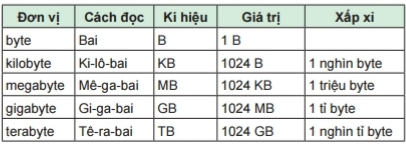 Đơn vị Cách đọc Kí hiệu Giá trị Xấp xỉ
byte Bai B 1 B
kilobyte Ki-lô-bai KB 1024 B 1 nghìn byte
megabyte Mê-ga-bai MB 1024 KB 1 triệu byte
gigabyte Gi-ga-bai GB 1024 MB 1 tỉ byte
terabyte Tê-ra-bai TB 1024 GB 1 nghìn tỉ byte